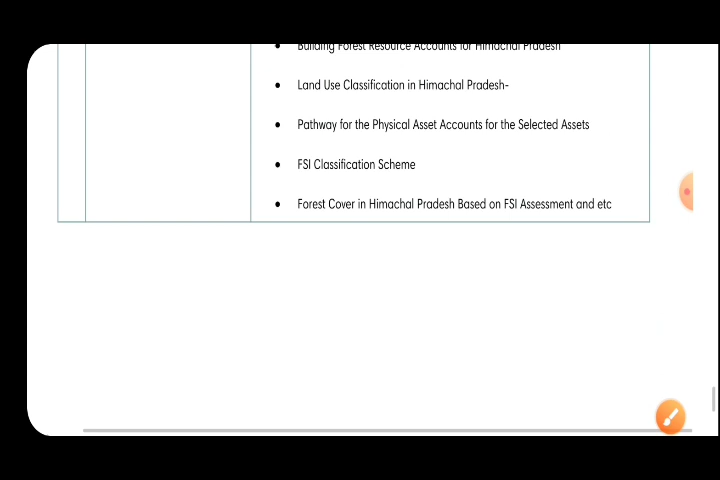 Building Forest Resource Accounts for Himachal Pradesh
Land Use Classification in Himachal Pradesh-
Pathway for the Physical Asset Accounts for the Selected Assets
FSI Classification Scheme
Forest Cover in Himachal Pradesh Based on FSI Assessment and etc